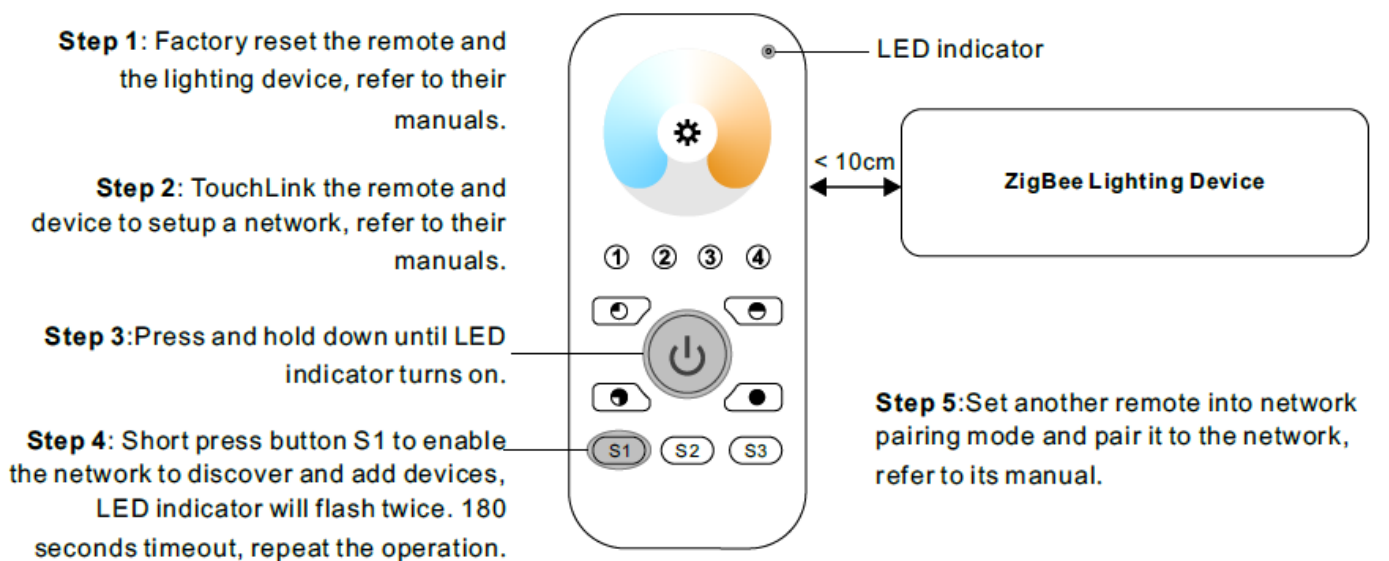 Step 1: Factory reset the remote and
the lighting device, refer to their
manuals.
Step 2: TouchLink the remote and
device to setup a network, refer to their
manuals.
Step 3:Press and hold down until LED
indicator turns on.
Step 4: Short press button S1 to enable
the network to discover and add devices,
LED indicator will flash twice. 180
seconds timeout, repeat the operation.
LED indicator
1 2 3 4
S1 S2 S3
< 10cm
ZigBee Lighting Device
Step 5:Set another remote into network
pairing mode and pair it to the network,
refer to its manual.